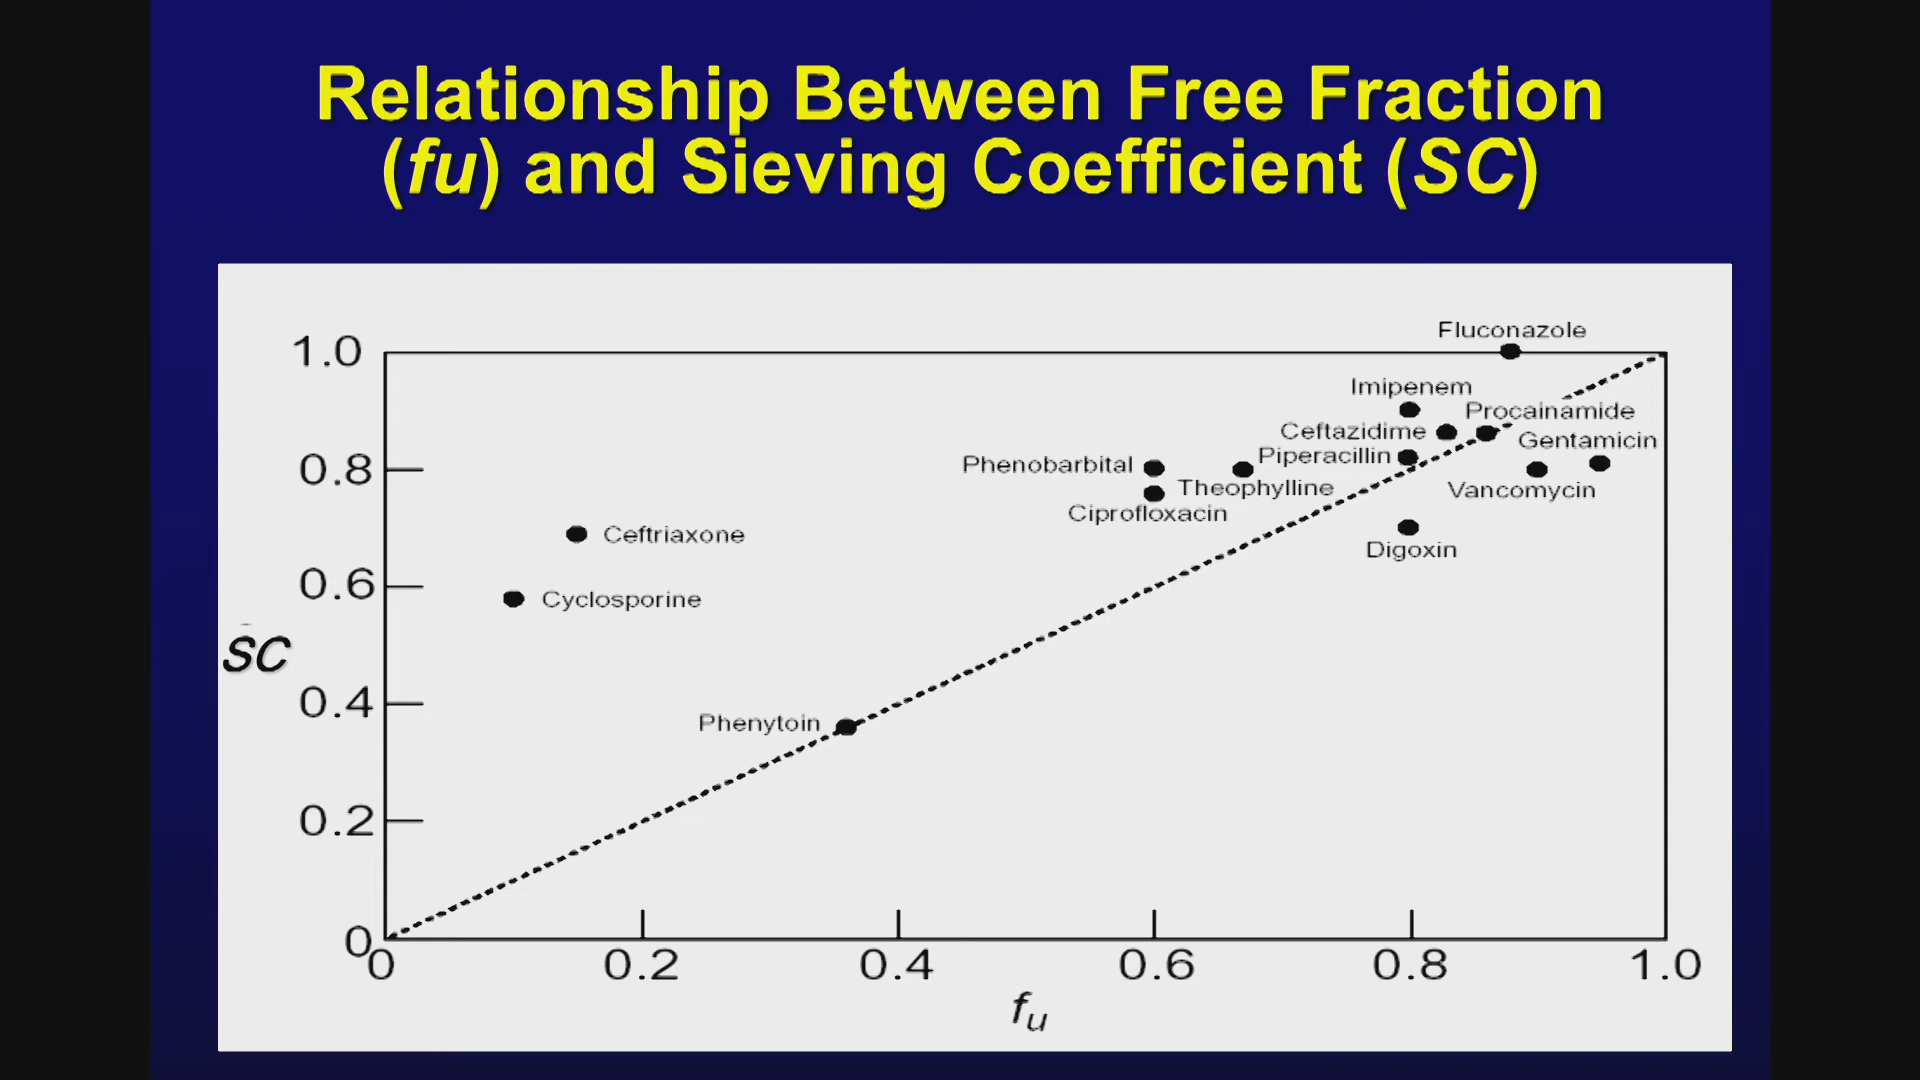 Relationship Between Free Fraction
(fu) and Sieving Coefficient (SC)
Fluconazole
1.0
Imipenem
Procainamide
Ceftazidime
Gentamicin
Piperacillin
Phenobarbital
0.8
Theophylline
Vancomycin
Ciprofloxacin
Ceftriaxone
Digoxin
0.6
Cyclosporine
SC
0.4
Phenytoin
0.2
0
0 0.2 0.4 0.6 0.8 1.0
fu